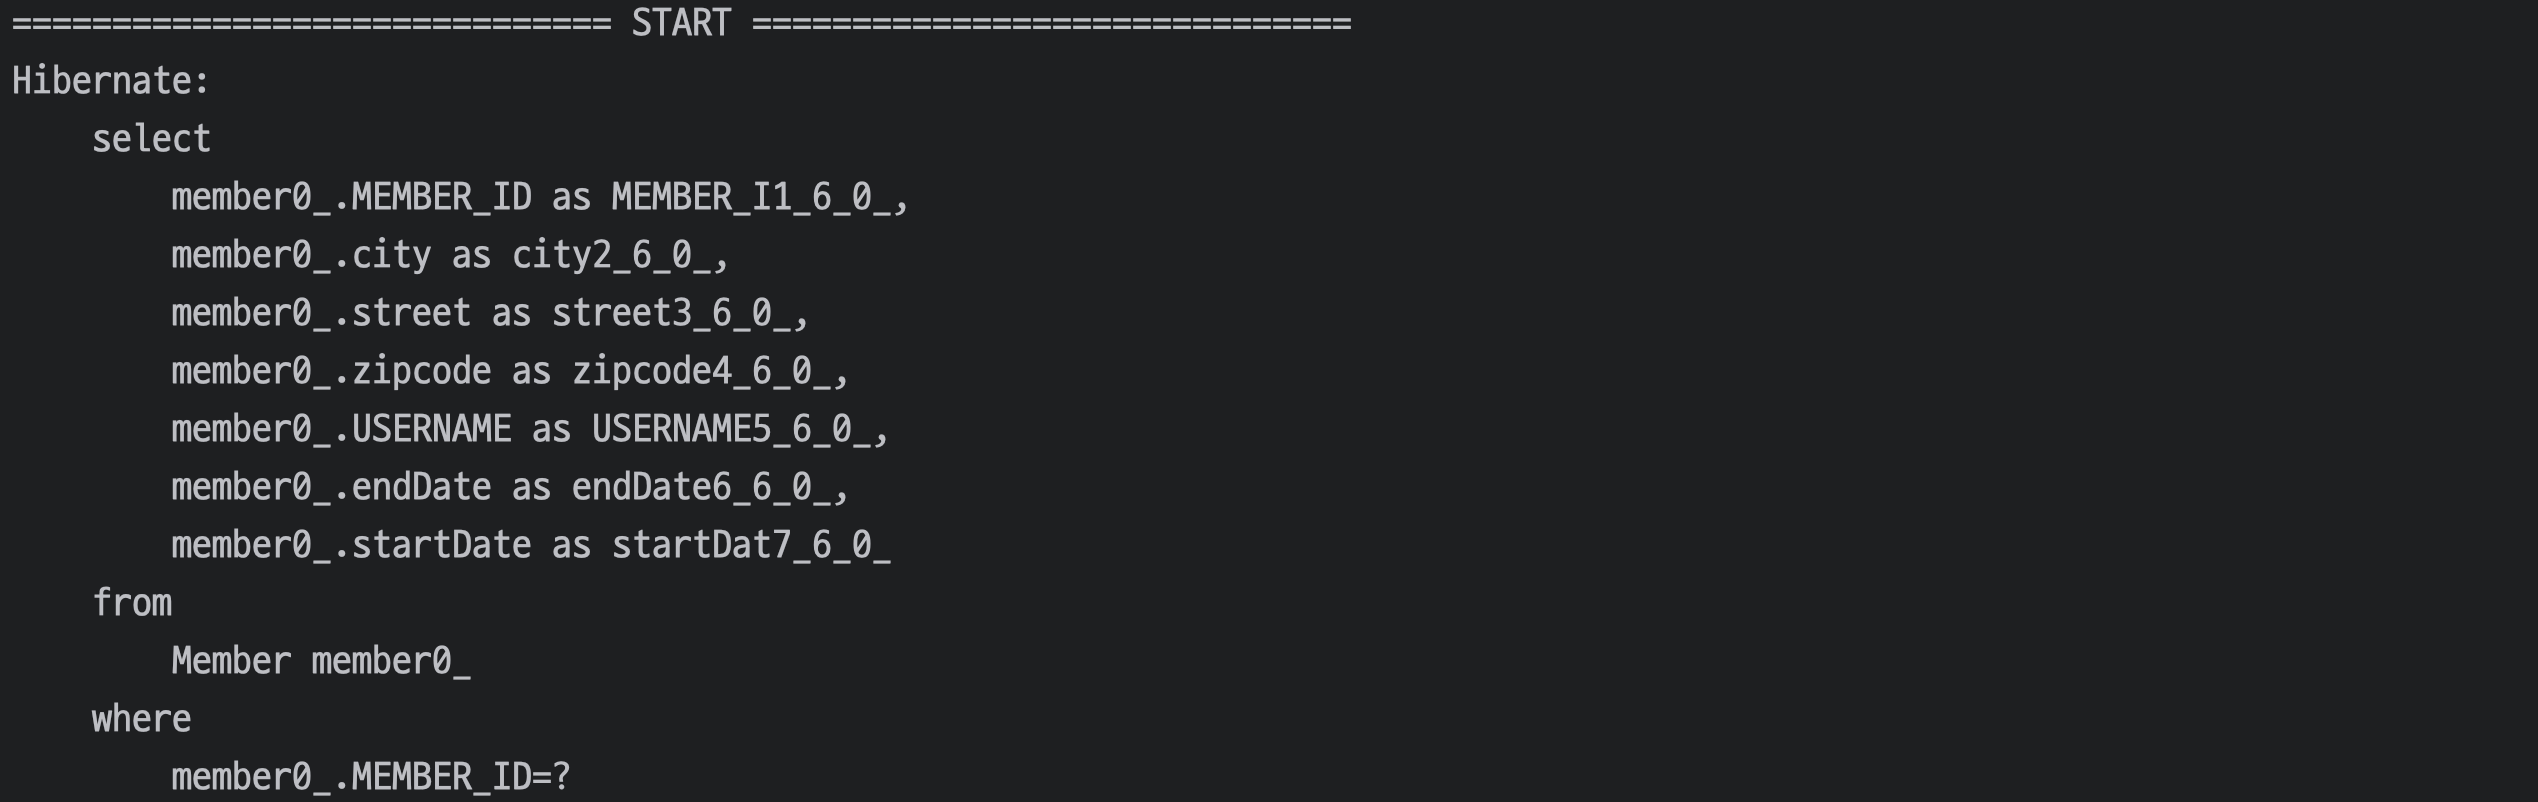 ============================== START ==============================
Hibernate:
    select
        member0_.MEMBER_ID as MEMBER_I1_6_0_,
        member0_.city as city2_6_0_,
        member0_.street as street3_6_0_,
        member0_.zipcode as zipcode4_6_0_,
        member0_.USERNAME as USERNAME5_6_0_,
        member0_.endDate as endDate6_6_0_,
        member0_.startDate as startDat7_6_0_
    from
        Member member0_
    where
        member0_.MEMBER_ID=?